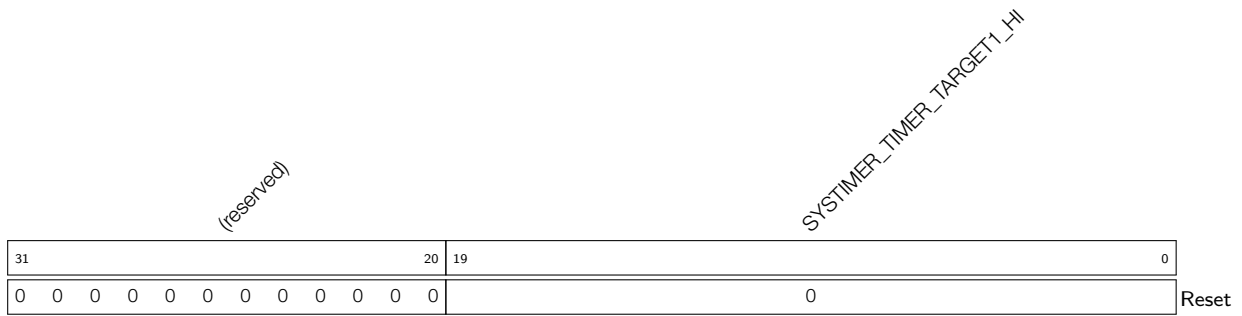 (reserved)
SYSTIMER_TIMER_TARGET1_HI
31 20 19 0
0 0 0 0 0 0 0 0 0 0 0 0 0 Reset